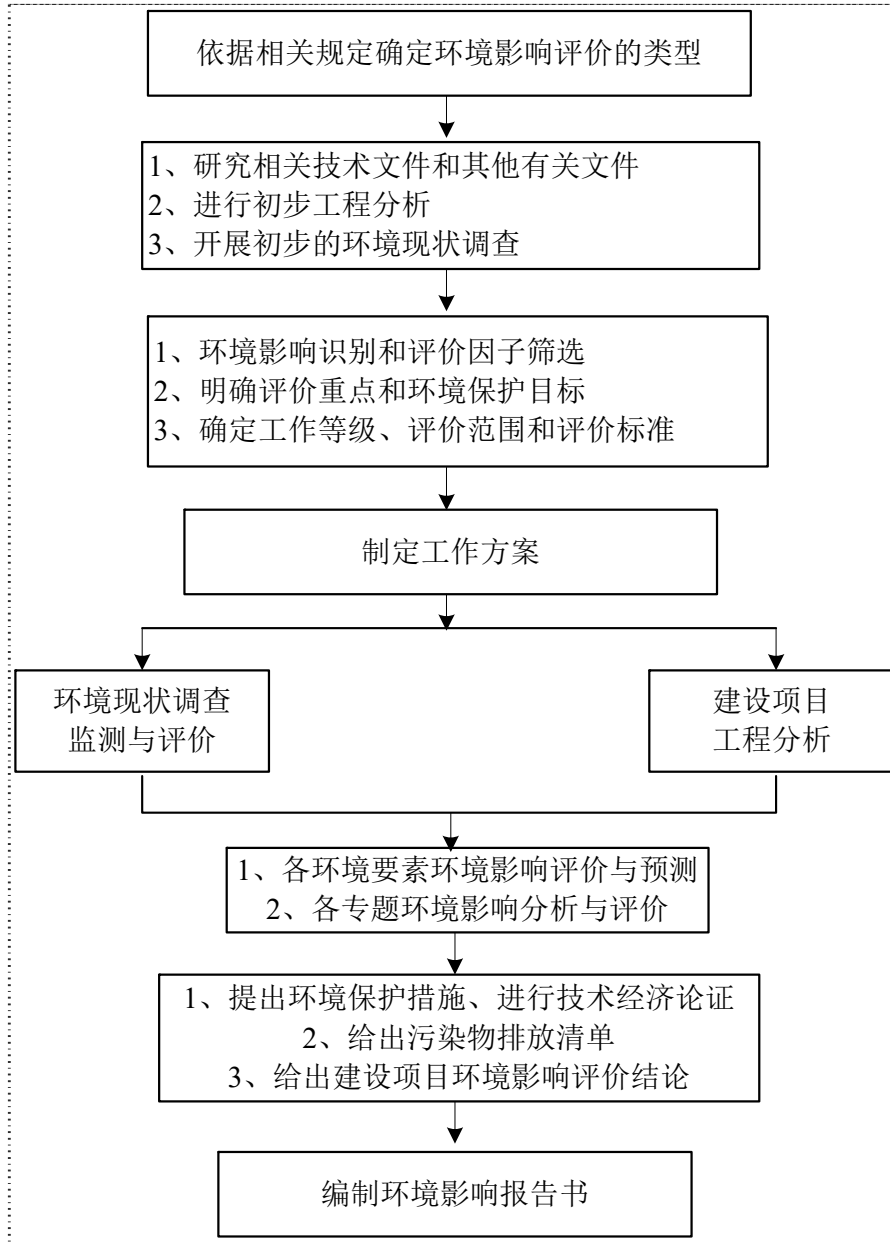 依据相关规定确定环境影响评价的类型
1、研究相关技术文件和其他有关文件
2、进行初步工程分析
3、开展初步的环境现状调查
1、环境影响识别和评价因子筛选
2、明确评价重点和环境保护目标
3、确定工作等级、评价范围和评价标准
制定工作方案
环境现状调查
监测与评价
建设项目
工程分析
1、各环境要素环境影响评价与预测
2、各专题环境影响分析与评价
1、提出环境保护措施、进行技术经济论证
2、给出污染物排放清单
3、给出建设项目环境影响评价结论
编制环境影响报告书